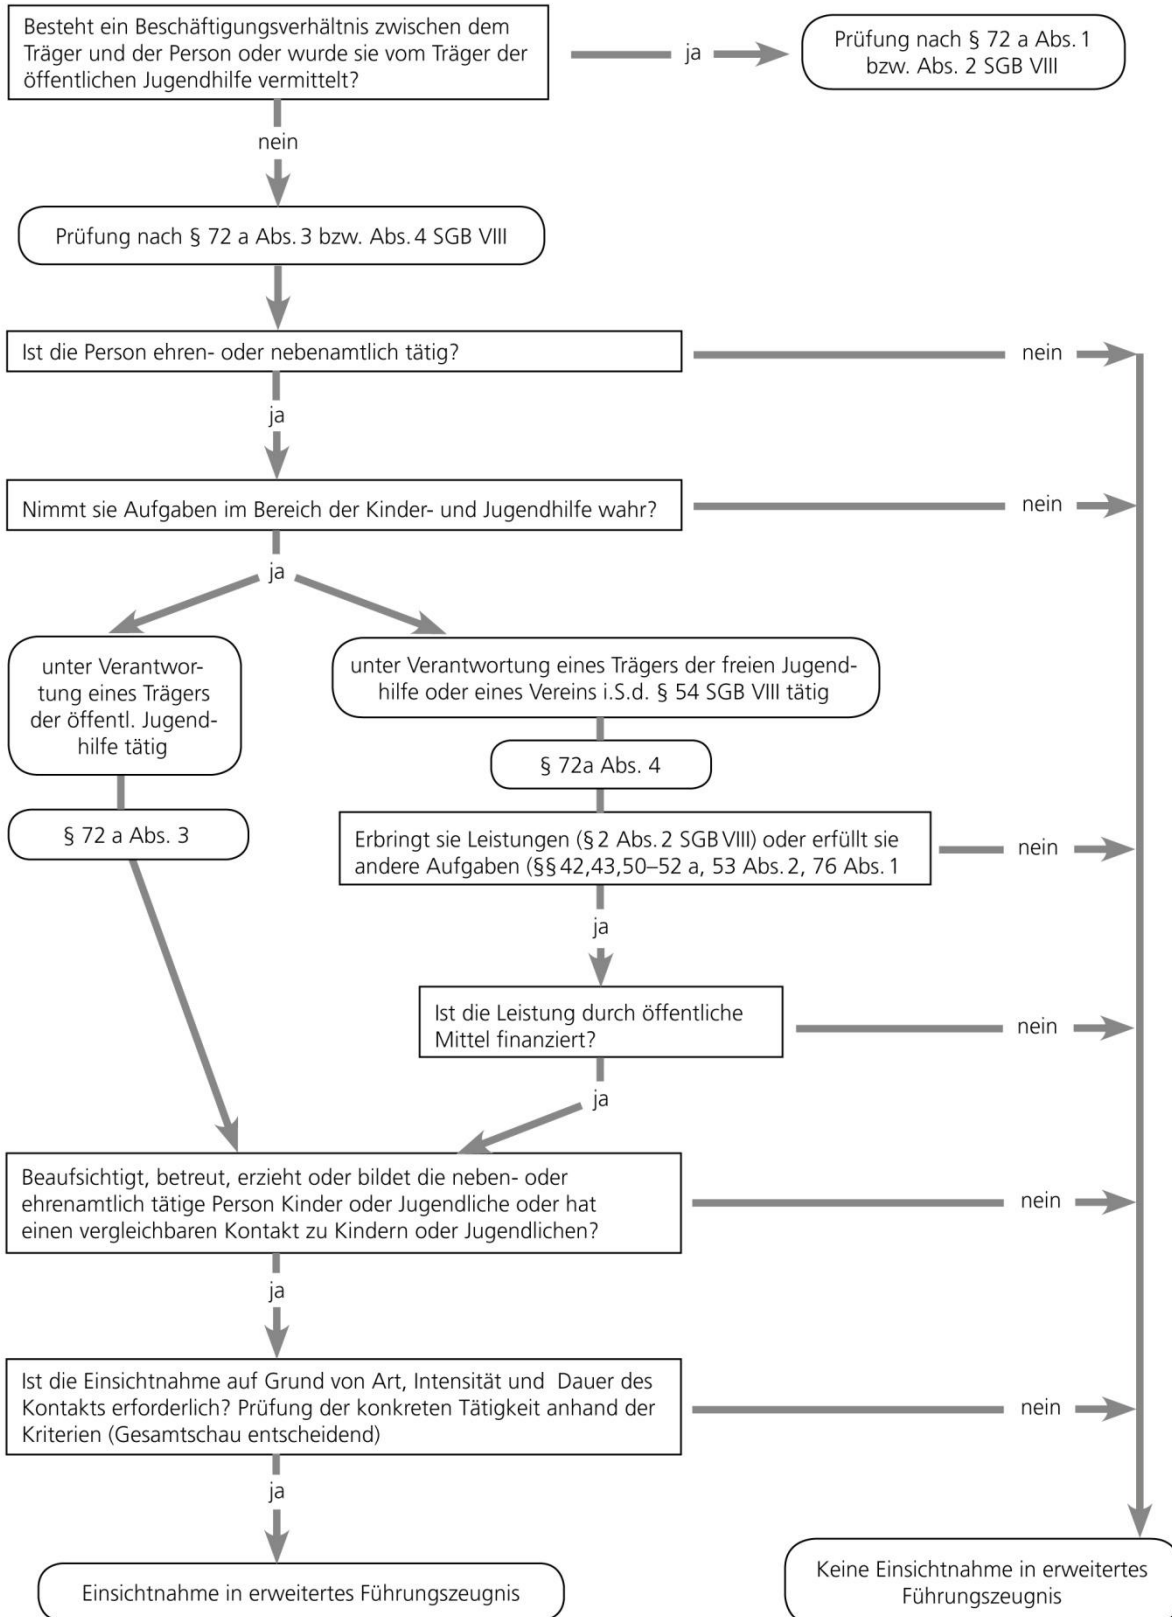 Besteht ein Beschäftigungsverhältnis zwischen dem
Träger und der Person oder wurde sie vom Träger der
öffentlichen Jugendhilfe vermittelt?
ja
Prüfung nach § 72 a Abs. 1
bzw. Abs. 2 SGB VIII
nein
Prüfung nach § 72 a Abs. 3 bzw. Abs. 4 SGB VIII
Ist die Person ehren- oder nebenamtlich tätig?
nein
ja
Nimmt sie Aufgaben im Bereich der Kinder- und Jugendhilfe wahr?
nein
ja
unter Verantwor-
tung eines Trägers
der öffentl. Jugend-
hilfe tätig
unter Verantwortung eines Trägers der freien Jugend-
hilfe oder eines Vereins i.S.d. § 54 SGB VIII tätig
§ 72a Abs. 4
§ 72 a Abs. 3
Erbringt sie Leistungen (§ 2 Abs. 2 SGB VIII) oder erfüllt sie
andere Aufgaben (§§ 42,43,50–52 a, 53 Abs. 2, 76 Abs. 1
nein
ja
Ist die Leistung durch öffentliche
Mittel finanziert?
nein
ja
Beaufsichtigt, betreut, erzieht oder bildet die neben- oder
ehrenamtlich tätige Person Kinder oder Jugendliche oder hat
einen vergleichbaren Kontakt zu Kindern oder Jugendlichen?
nein
ja
Ist die Einsichtnahme auf Grund von Art, Intensität und Dauer des
Kontakts erforderlich? Prüfung der konkreten Tätigkeit anhand der
Kriterien (Gesamtschau entscheidend)
nein
ja
Einsichtnahme in erweitertes Führungszeugnis
Keine Einsichtnahme in erweitertes
Führungszeugnis